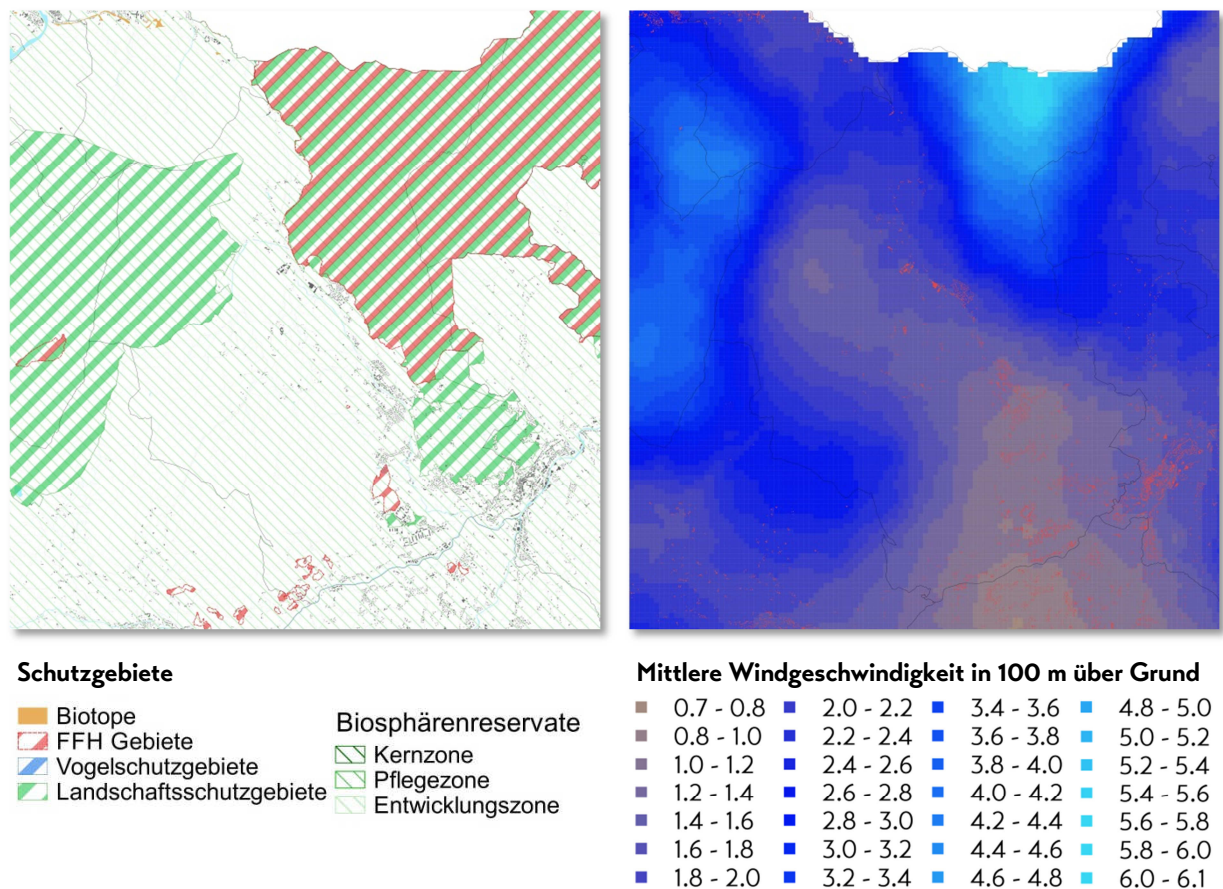 Schutzgebiete
Biotope
FFH Gebiete
Vogelschutzgebiete
Landschaftsschutzgebiete
Biosphärenreservate
Kernzone
Pflegezone
Entwicklungszone
Mittlere Windgeschwindigkeit in 100 m über Grund
0.7 - 0.8
0.8 - 1.0
1.0 - 1.2
1.2 - 1.4
1.4 - 1.6
1.6 - 1.8
1.8 - 2.0
2.0 - 2.2
2.2 - 2.4
2.4 - 2.6
2.6 - 2.8
2.8 - 3.0
3.0 - 3.2
3.2 - 3.4
3.4 - 3.6
3.6 - 3.8
3.8 - 4.0
4.0 - 4.2
4.2 - 4.4
4.4 - 4.6
4.6 - 4.8
4.8 - 5.0
5.0 - 5.2
5.2 - 5.4
5.4 - 5.6
5.6 - 5.8
5.8 - 6.0
6.0 - 6.1